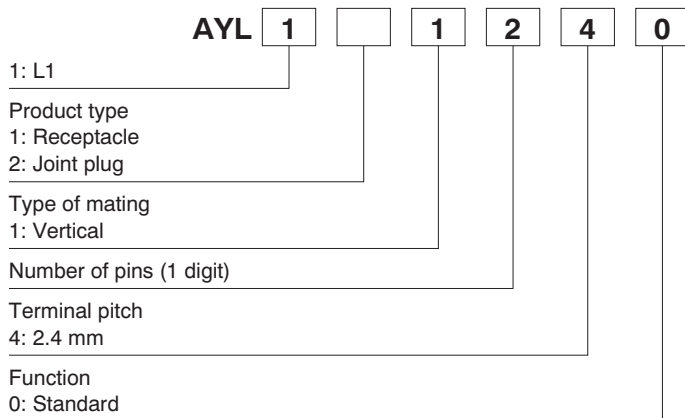 AYL 1 1 2 4 0
1: L1
Product type
1: Receptacle
2: Joint plug
Type of mating
1: Vertical
Number of pins (1 digit)
Terminal pitch
4: 2.4 mm
Function
0: Standard